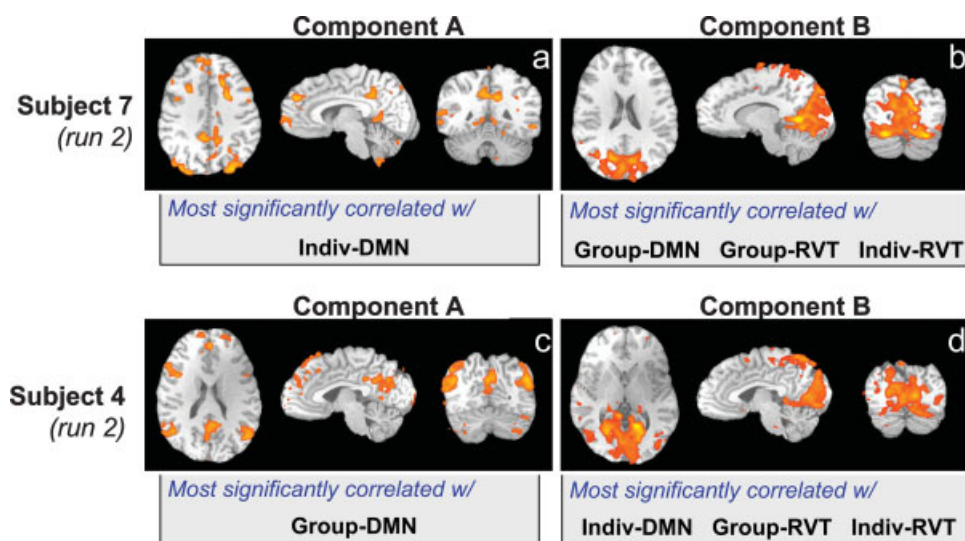 Component A
Component B
Subject 7
(run 2)
a
b
Most significantly correlated w/
Indiv-DMN
Most significantly correlated w/
Group-DMN Group-RVT Indiv-RVT
Component A
Component B
Subject 4
(run 2)
c
d
Most significantly correlated w/
Group-DMN
Most significantly correlated w/
Indiv-DMN Group-RVT Indiv-RVT